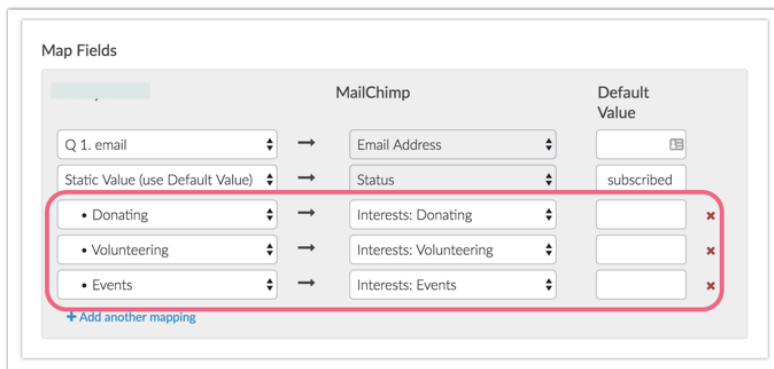 Map Fields
MailChimp
Default
Value
Q 1. email → Email Address
Static Value (use Default Value) → Status subscribed
• Donating → Interests: Donating
• Volunteering → Interests: Volunteering
• Events → Interests: Events
+ Add another mapping